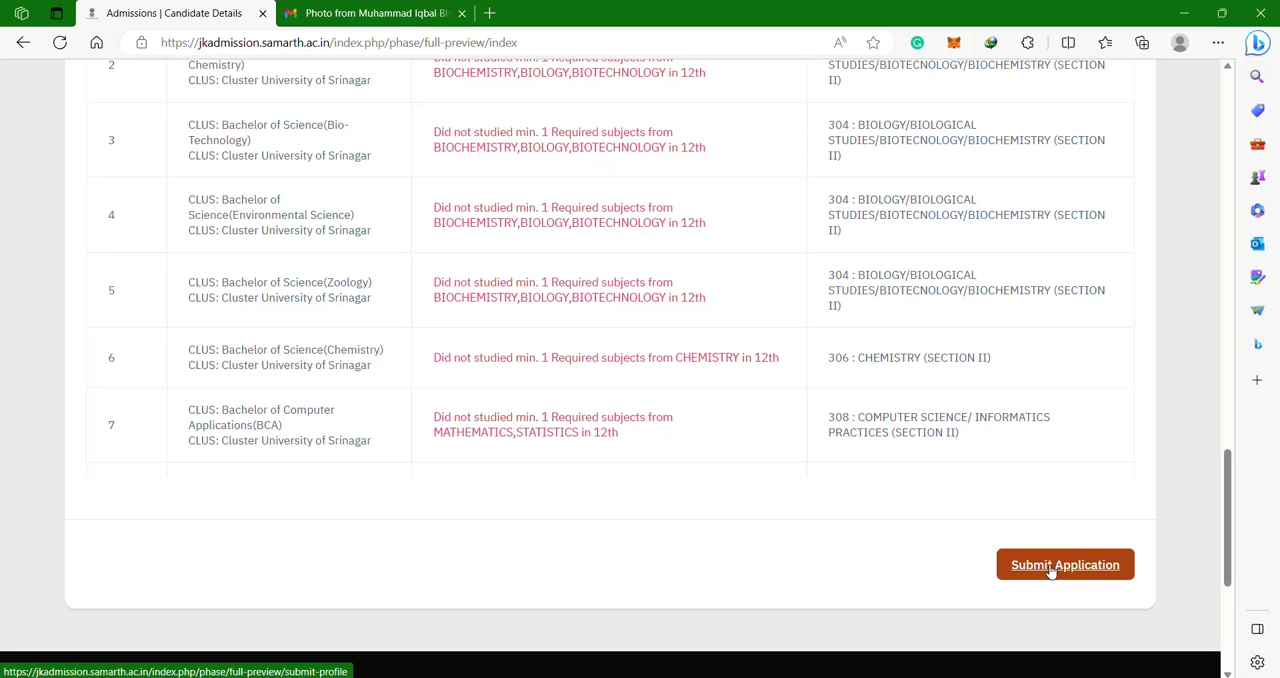 Admissions | Candidate Details
Photo from Muhammad Iqbal Bh
https://jkadmission.samarth.ac.in/index.php/phase/full-preview/index
2
Chemistry)
CLUS: Cluster University of Srinagar
BIOCHEMISTRY,BIOLOGY,BIOTECHNOLOGY in 12th
STUDIES/BIOTECNOLOGY/BIOCHEMISTRY (SECTION
II)
3
CLUS: Bachelor of Science(Bio-
Technology)
CLUS: Cluster University of Srinagar
Did not studied min. 1 Required subjects from
BIOCHEMISTRY,BIOLOGY,BIOTECHNOLOGY in 12th
304 : BIOLOGY/BIOLOGICAL
STUDIES/BIOTECNOLOGY/BIOCHEMISTRY (SECTION
II)
4
CLUS: Bachelor of
Science(Environmental Science)
CLUS: Cluster University of Srinagar
Did not studied min. 1 Required subjects from
BIOCHEMISTRY,BIOLOGY,BIOTECHNOLOGY in 12th
304 : BIOLOGY/BIOLOGICAL
STUDIES/BIOTECNOLOGY/BIOCHEMISTRY (SECTION
II)
5
CLUS: Bachelor of Science(Zoology)
CLUS: Cluster University of Srinagar
Did not studied min. 1 Required subjects from
BIOCHEMISTRY,BIOLOGY,BIOTECHNOLOGY in 12th
304 : BIOLOGY/BIOLOGICAL
STUDIES/BIOTECNOLOGY/BIOCHEMISTRY (SECTION
II)
6
CLUS: Bachelor of Science(Chemistry)
CLUS: Cluster University of Srinagar
Did not studied min. 1 Required subjects from CHEMISTRY in 12th
306 : CHEMISTRY (SECTION II)
7
CLUS: Bachelor of Computer
Applications(BCA)
CLUS: Cluster University of Srinagar
Did not studied min. 1 Required subjects from
MATHEMATICS,STATISTICS in 12th
308 : COMPUTER SCIENCE/ INFORMATICS
PRACTICES (SECTION II)
Submit Application
https://jkadmission.samarth.ac.in/index.php/phase/full-preview/submit-profile